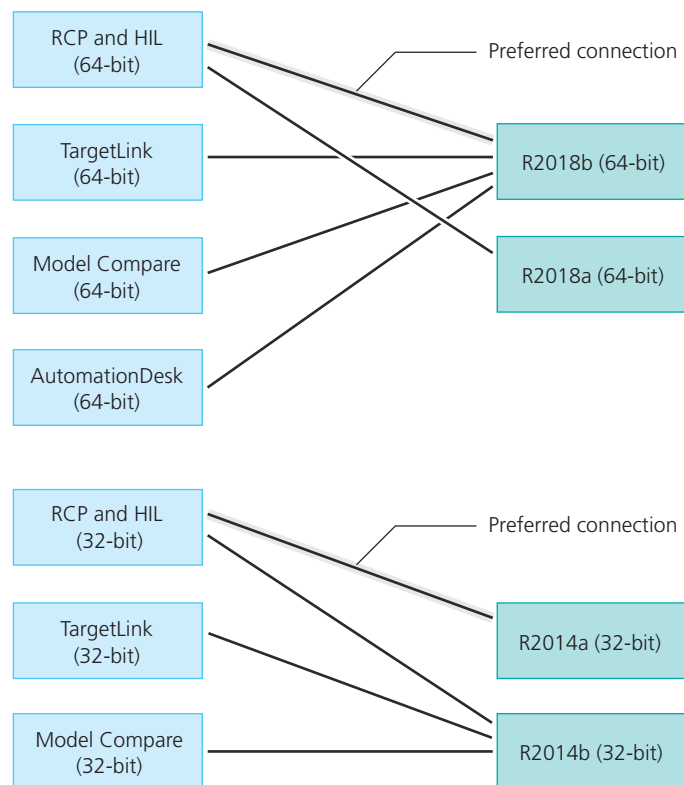 RCP and HIL
(64-bit)
Preferred connection
TargetLink
(64-bit)
R2018b (64-bit)
Model Compare
(64-bit)
R2018a (64-bit)
AutomationDesk
(64-bit)
RCP and HIL
(32-bit)
Preferred connection
TargetLink
(32-bit)
R2014a (32-bit)
Model Compare
(32-bit)
R2014b (32-bit)